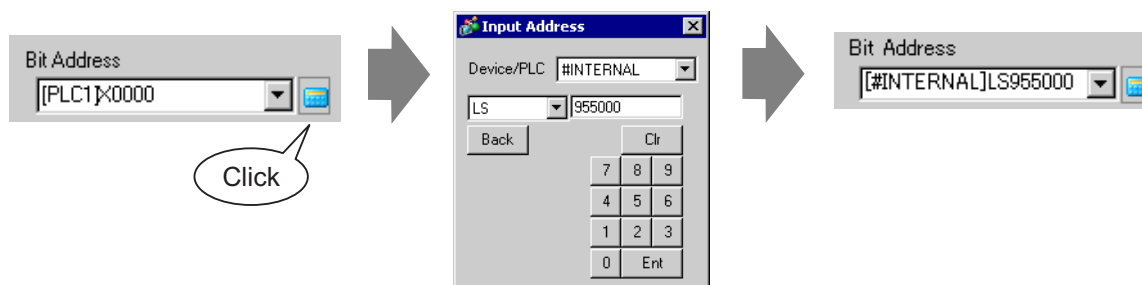 Bit Address
[PLC1]X0000
Click
Input Address
Device/PLC #INTERNAL
LS 955000
Back Clr
7 8 9
4 5 6
1 2 3
0 Ent
Bit Address
[#INTERNAL]LS955000